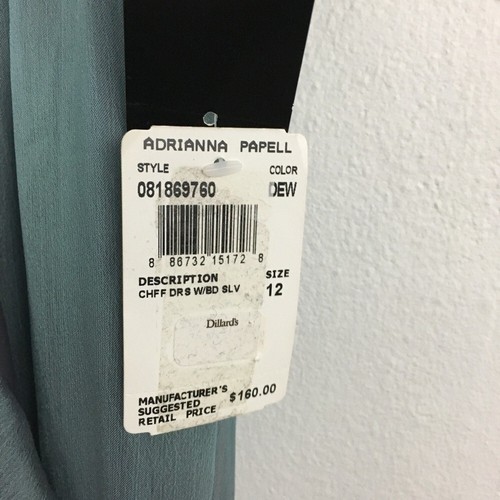 ADRIANNA PAPELL
STYLE COLOR
081869760 DEW
8 86732 15172 8
DESCRIPTION SIZE
CHFF DRS W/BD SLV 12
Dillard's
MANUFACTURER'S
SUGGESTED $160.00
RETAIL PRICE